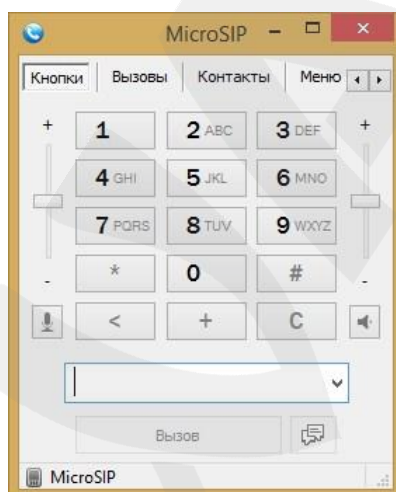 MicroSIP
Кнопки Вызовы Контакты Меню
+ 1 2 ABC 3 DEF +
4 GHI 5 JKL 6 MNO
7 PQRS 8 TUV 9 WXYZ
- * 0 # -
< + C
Вызов
MicroSIP